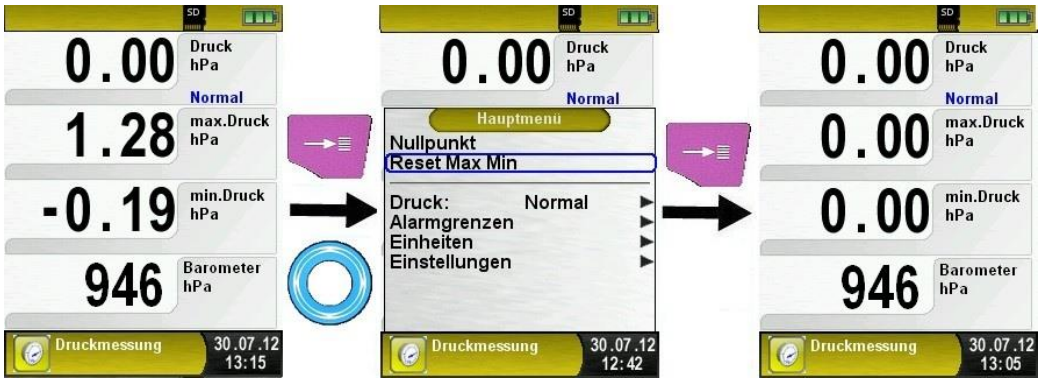 SD
0.00 Druck
hPa
Normal
1.28 max.Druck
hPa
-0.19 min.Druck
hPa
946 Barometer
hPa
Druckmessung 30.07.12
13:15
SD
0.00 Druck
hPa
Normal
Hauptmenü
Nullpunkt
Reset Max Min
Druck: Normal
Alarmgrenzen
Einheiten
Einstellungen
Druckmessung 30.07.12
12:42
SD
0.00 Druck
hPa
Normal
0.00 max.Druck
hPa
0.00 min.Druck
hPa
946 Barometer
hPa
Druckmessung 30.07.12
13:05